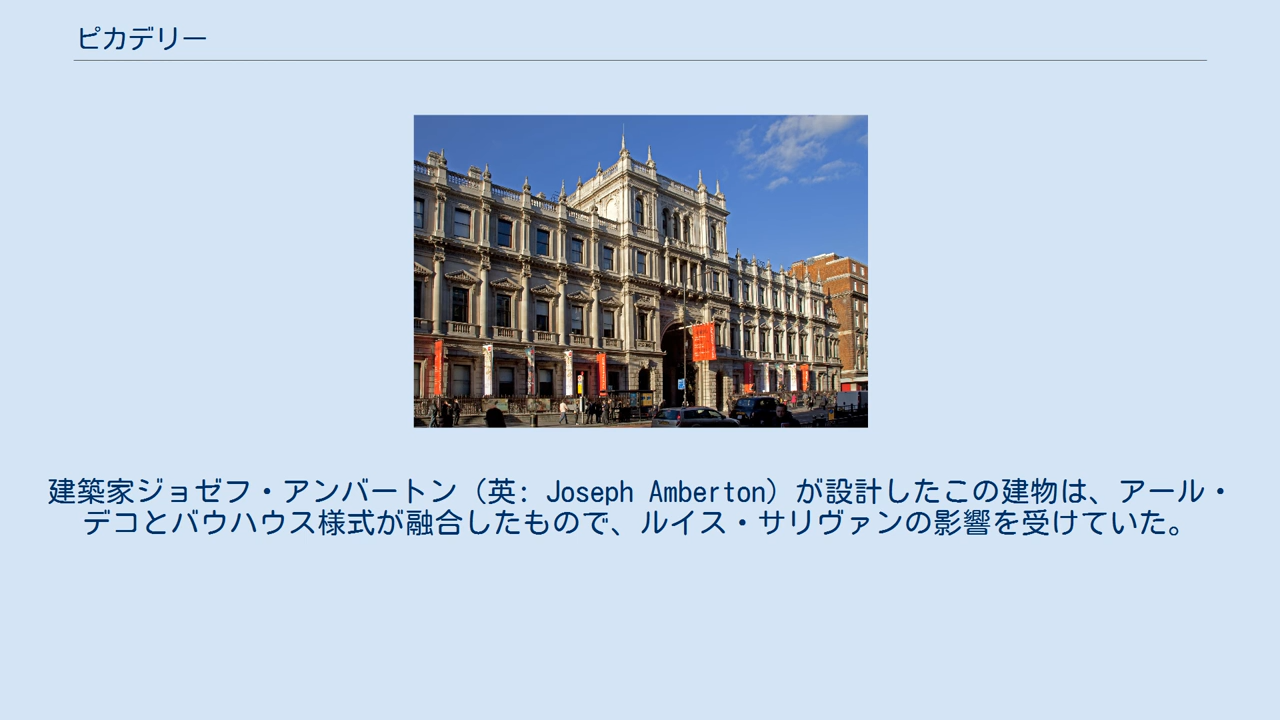 ピカデリー
建築家ジョゼフ・アンバートン（英: Joseph Amberton）が設計したこの建物は、アール・
デコとバウハウス様式が融合したもので、ルイス・サリヴァンの影響を受けていた。